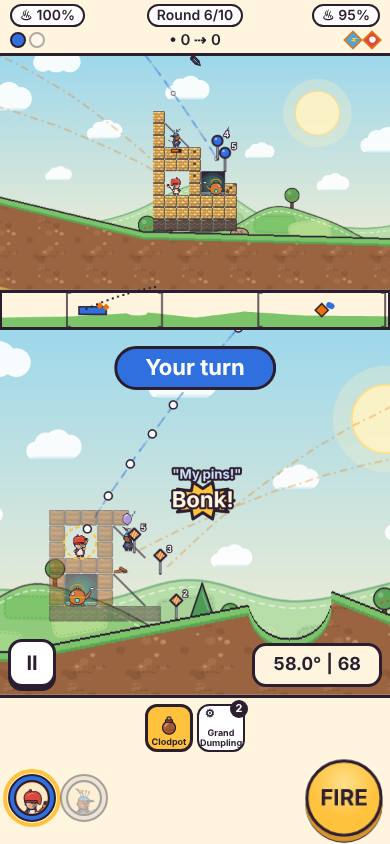 100%
Round 6/10
95%
• 0 ⇢ 0
4
5
Your turn
"My pins!"
Bonk!
5
3
2
58.0° | 68
Clodpot
2
Grand
Dumpling
FIRE